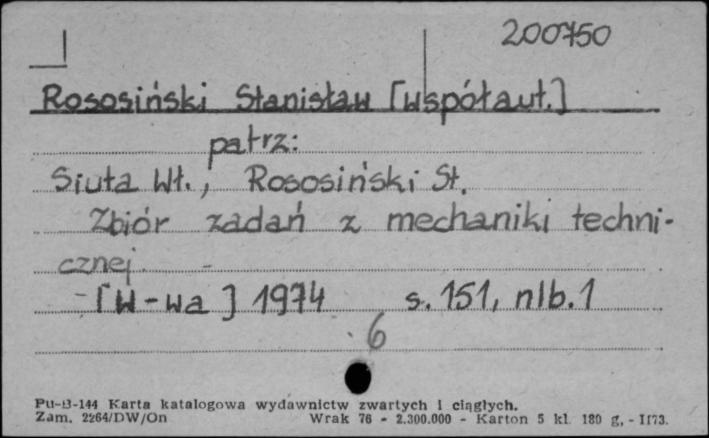 200750
Rososiński Stanisław [współaut.]
patrz:
Siuta Wł., Rososiński St.
Zbiór zadań z mechaniki techni-
cznej. -
- [W-wa] 1974 s. 151, nlb. 1
6
Pu-B-144 Karta katalogowa wydawnictw zwartych i ciągłych.
Zam. 2264/DW/On Wrak 76 - 2.300.000 - Karton 5 kl. 180 g. - II73.